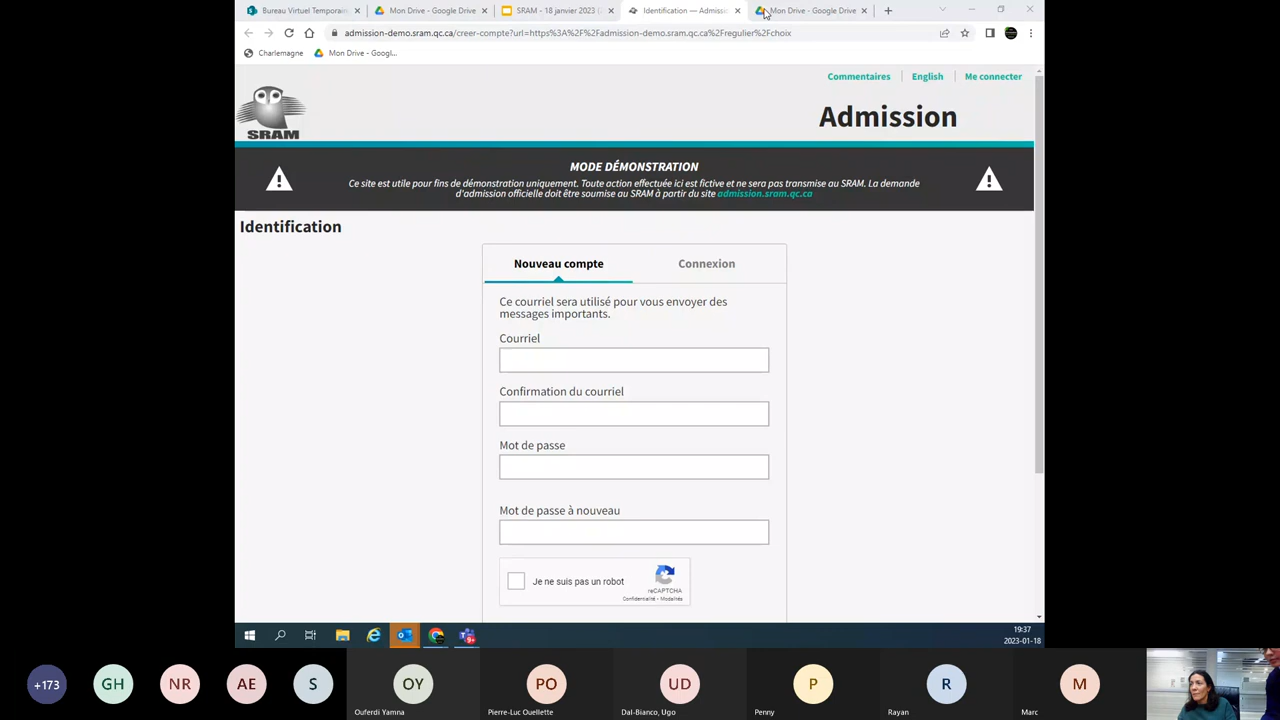 Bureau Virtuel Temporain
Mon Drive - Google Drive
SRAM - 18 janvier 2023 (
Identification — Admissio
Mon Drive - Google Drive
admission-demo.sram.qc.ca/creer-compte?url=https%3A%2F%2Fadmission-demo.sram.qc.ca%2Fregulier%2Fchoix
Charlemagne
Mon Drive - Googl...
Commentaires
English
Me connecter
SRAM
Admission
MODE DÉMONSTRATION
Ce site est utile pour fins de démonstration uniquement. Toute action effectuée ici est fictive et ne sera pas transmise au SRAM. La demande
d'admission officielle doit être soumise au SRAM à partir du site admission.sram.qc.ca
Identification
Nouveau compte
Connexion
Ce courriel sera utilisé pour vous envoyer des
messages importants.
Courriel
Confirmation du courriel
Mot de passe
Mot de passe à nouveau
Je ne suis pas un robot
reCAPTCHA
Confidentialité - Modalités
19:37
2023-01-18
+173
GH
NR
AE
S
OY
PO
UD
P
R
M
Ouferdi Yamna
Pierre-Luc Ouellette
Dal-Bianco, Ugo
Penny
Rayan
Marc